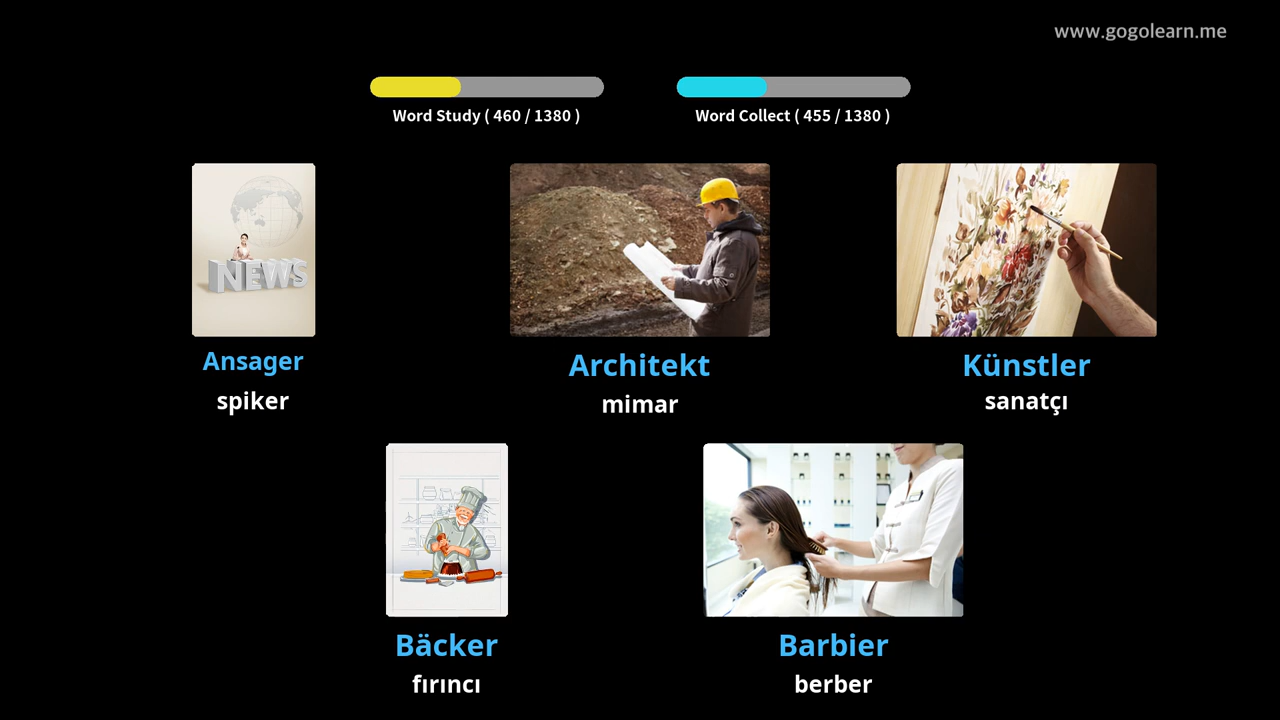 www.gogolearn.me
Word Study ( 460 / 1380 )
Word Collect ( 455 / 1380 )
NEWS
Ansager
Architekt
Künstler
spiker
mimar
sanatçı
Bäcker
Barbier
fırıncı
berber